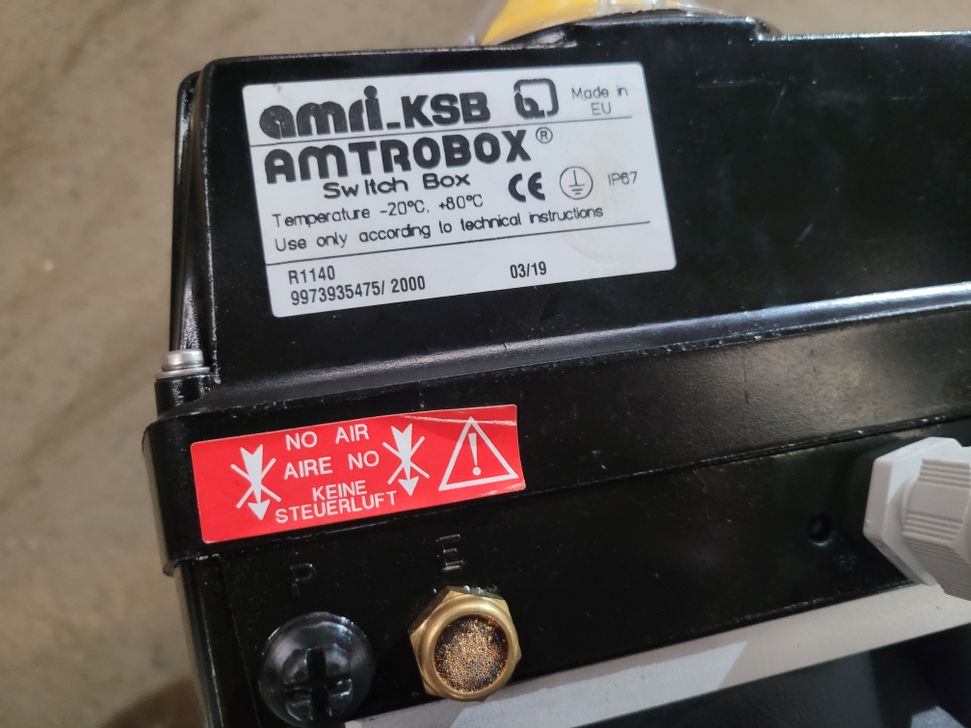 amri_KSB
Made in
EU
AMTROBOX®
Switch Box
CE
IP67
Temperature -20°C, +80°C
Use only according to technical instructions
R1140
03/19
9973935475/ 2000
NO AIR
AIRE NO
KEINE
STEUERLUFT
P
E